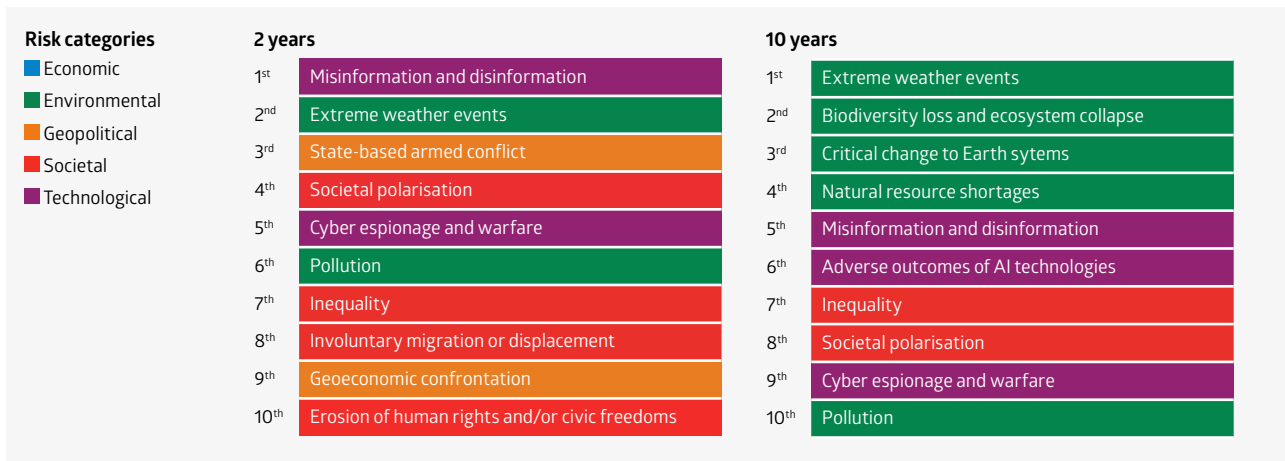 Risk categories
Economic
Environmental
Geopolitical
Societal
Technological
2 years
1st Misinformation and disinformation
2nd Extreme weather events
3rd State-based armed conflict
4th Societal polarisation
5th Cyber espionage and warfare
6th Pollution
7th Inequality
8th Involuntary migration or displacement
9th Geoeconomic confrontation
10th Erosion of human rights and/or civic freedoms
10 years
1st Extreme weather events
2nd Biodiversity loss and ecosystem collapse
3rd Critical change to Earth sytems
4th Natural resource shortages
5th Misinformation and disinformation
6th Adverse outcomes of AI technologies
7th Inequality
8th Societal polarisation
9th Cyber espionage and warfare
10th Pollution